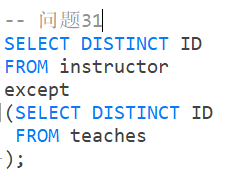 -- 问题31
SELECT DISTINCT ID
FROM instructor
except
(SELECT DISTINCT ID
FROM teaches
);